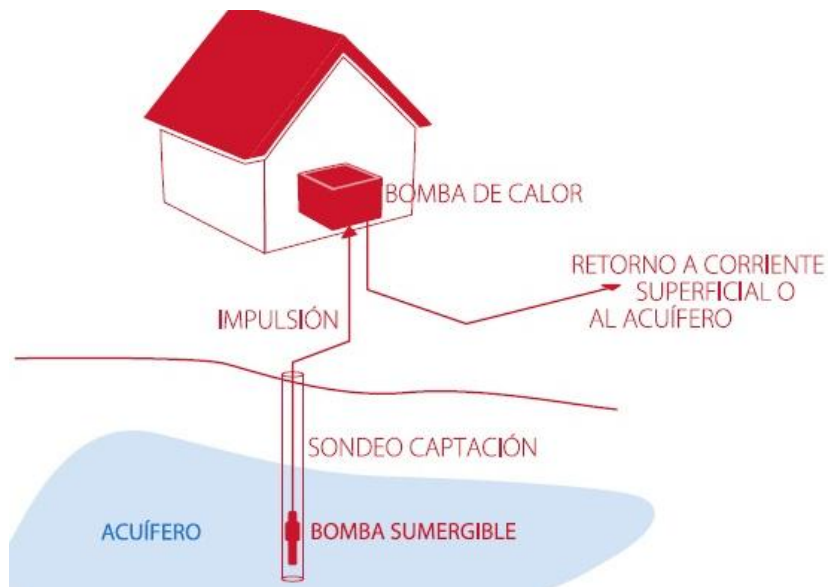 BOMBA DE CALOR
RETORNO A CORRIENTE
SUPERFICIAL O
AL ACUÍFERO
IMPULSIÓN
SONDEO CAPTACIÓN
ACUÍFERO
BOMBA SUMERGIBLE